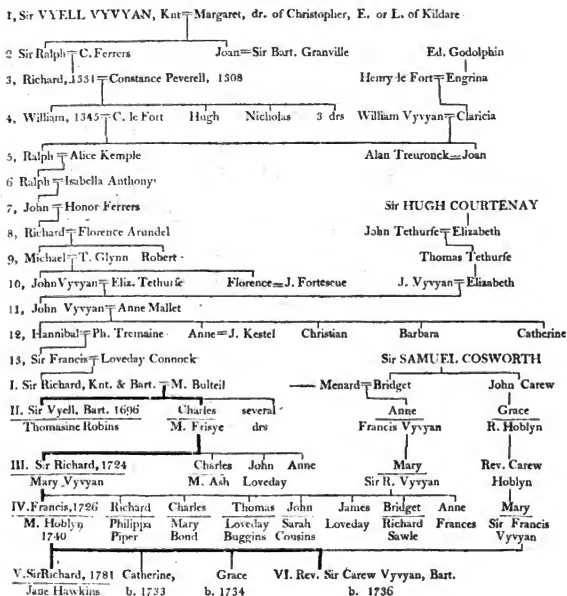 1, Sir VYELL VYVYAN, Knt=Margaret, dr. of Christopher, E. or L. of Kildare
2 Sir Ralph=C. Ferrers Joan=Sir Bart. Granville Ed. Godolphin
3, Richard, 1331=Constance Peverell, 1308 Henry le Fort=Engrina
4, William, 1345=C. le Fort Hugh Nicholas 3 drs William Vyvyan=Claricia
5, Ralph=Alice Kemple Alan Treuronck=Joan
6 Ralph=Isabella Anthony
7, John=Honor Ferrers Sir HUGH COURTENAY
8, Richard=Florence Arundel John Tethurfe=Elizabeth
9, Michael=T. Glynn Robert Thomas Tethurfe
10, John Vyvyan=Eliz. Tethurfe Florence=J. Fortescue J. Vyvyan=Elizabeth
11, John Vyvyan=Anne Mallet
12, Hannibal=Ph. Tremaine Anne=J. Kestel Christian Barbara Catherine
13, Sir Francis=Loveday Connock Sir SAMUEL COSWORTH
I. Sir Richard, Knt. & Bart.=M. Bulteil Menard=Bridget John Carew
II. Sir Vyell, Bart. 1696 Charles several Anne Grace
Thomasine Robins M. Frisye drs Francis Vyvyan R. Hoblyn
III. Sir Richard, 1724 Charles John Anne Mary Rev. Carew
Mary Vyvyan M. Ash Loveday Sir R. Vyvyan Hoblyn
IV. Francis, 1726 Richard Charles Thomas John James Bridget Anne Mary
M. Hoblyn Philippa Mary Loveday Sarah Loveday Richard Frances Sir Francis
1740 Piper Bond Buggins Cousins Sawle Vyvyan
V. Sir Richard, 1781 Catherine, Grace VI. Rev. Sir Carew Vyvyan, Bart.
Jane Hawkins b. 1733 b. 1734 b. 1736